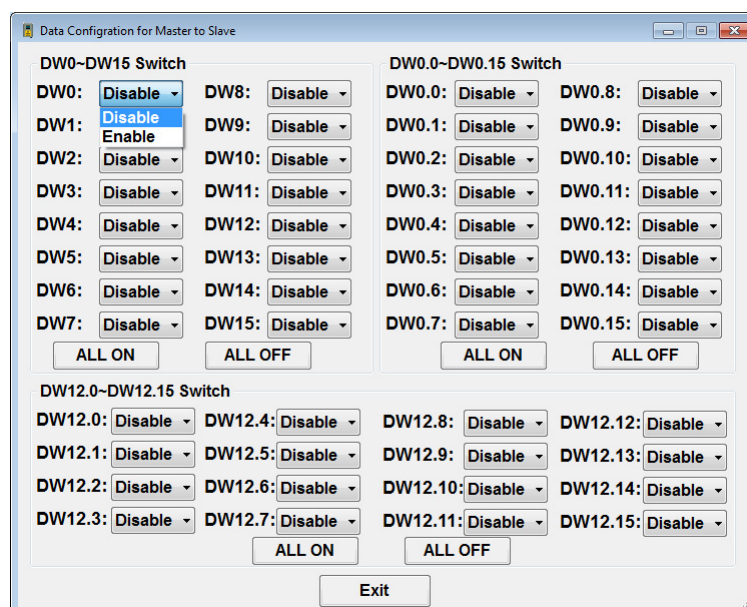 Data Configration for Master to Slave
DW0~DW15 Switch
DW0: Disable DW8: Disable
Disable
Enable
DW1: DW9: Disable
DW2: Disable DW10: Disable
DW3: Disable DW11: Disable
DW4: Disable DW12: Disable
DW5: Disable DW13: Disable
DW6: Disable DW14: Disable
DW7: Disable DW15: Disable
ALL ON ALL OFF
DW0.0~DW0.15 Switch
DW0.0: Disable DW0.8: Disable
DW0.1: Disable DW0.9: Disable
DW0.2: Disable DW0.10: Disable
DW0.3: Disable DW0.11: Disable
DW0.4: Disable DW0.12: Disable
DW0.5: Disable DW0.13: Disable
DW0.6: Disable DW0.14: Disable
DW0.7: Disable DW0.15: Disable
ALL ON ALL OFF
DW12.0~DW12.15 Switch
DW12.0: Disable DW12.4: Disable DW12.8: Disable DW12.12: Disable
DW12.1: Disable DW12.5: Disable DW12.9: Disable DW12.13: Disable
DW12.2: Disable DW12.6: Disable DW12.10: Disable DW12.14: Disable
DW12.3: Disable DW12.7: Disable DW12.11: Disable DW12.15: Disable
ALL ON ALL OFF
Exit